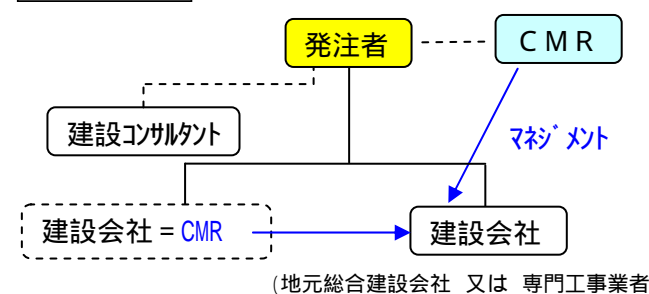 発注者
ＣＭＲ
建設コンサルタント
マネジメント
建設会社＝CMR
建設会社
(地元総合建設会社 又は 専門工事業者